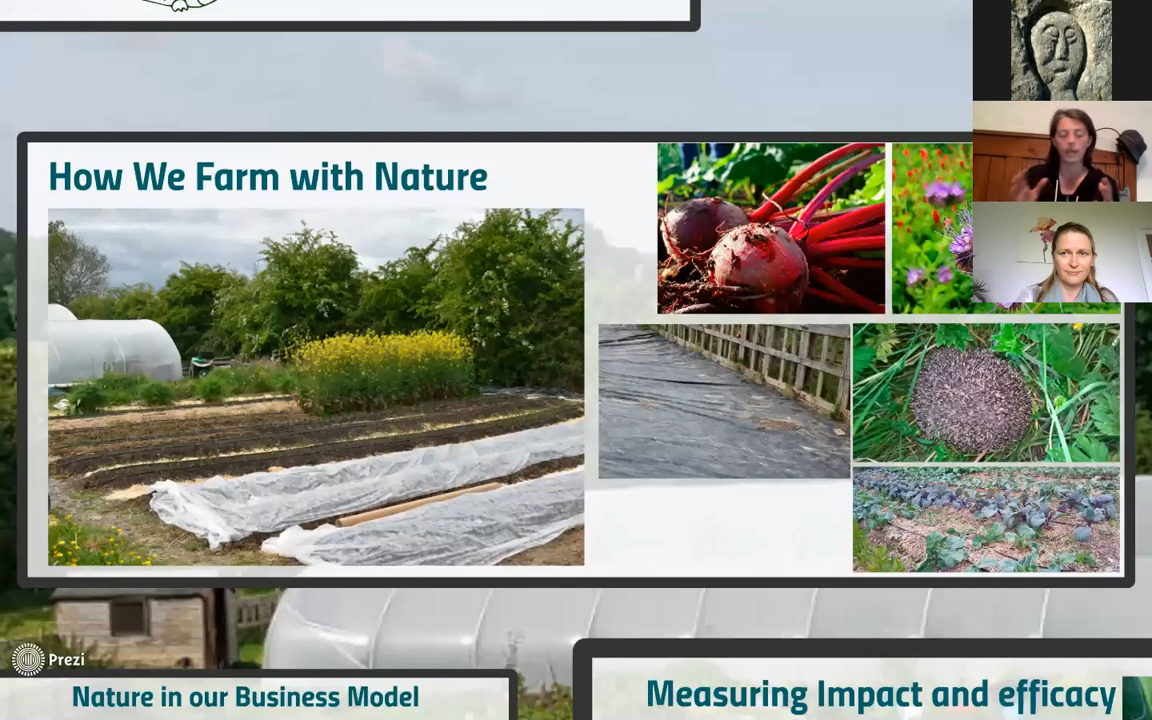 How We Farm with Nature
Prezi
Nature in our Business Model
Measuring Impact and efficacy